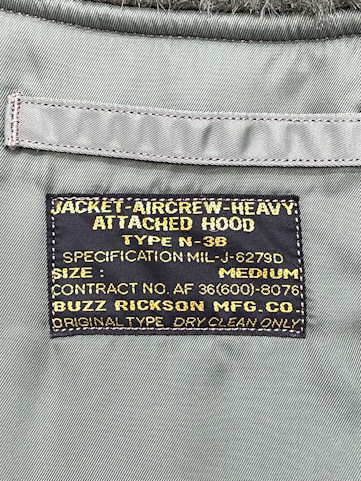 JACKET-AIRCREW-HEAVY
ATTACHED HOOD
TYPE N-3B
SPECIFICATION MIL-J-6279D
SIZE : MEDIUM
CONTRACT NO. AF 36(600)-8076
BUZZ RICKSON MFG.CO.
ORIGINAL TYPE DRY CLEAN ONLY